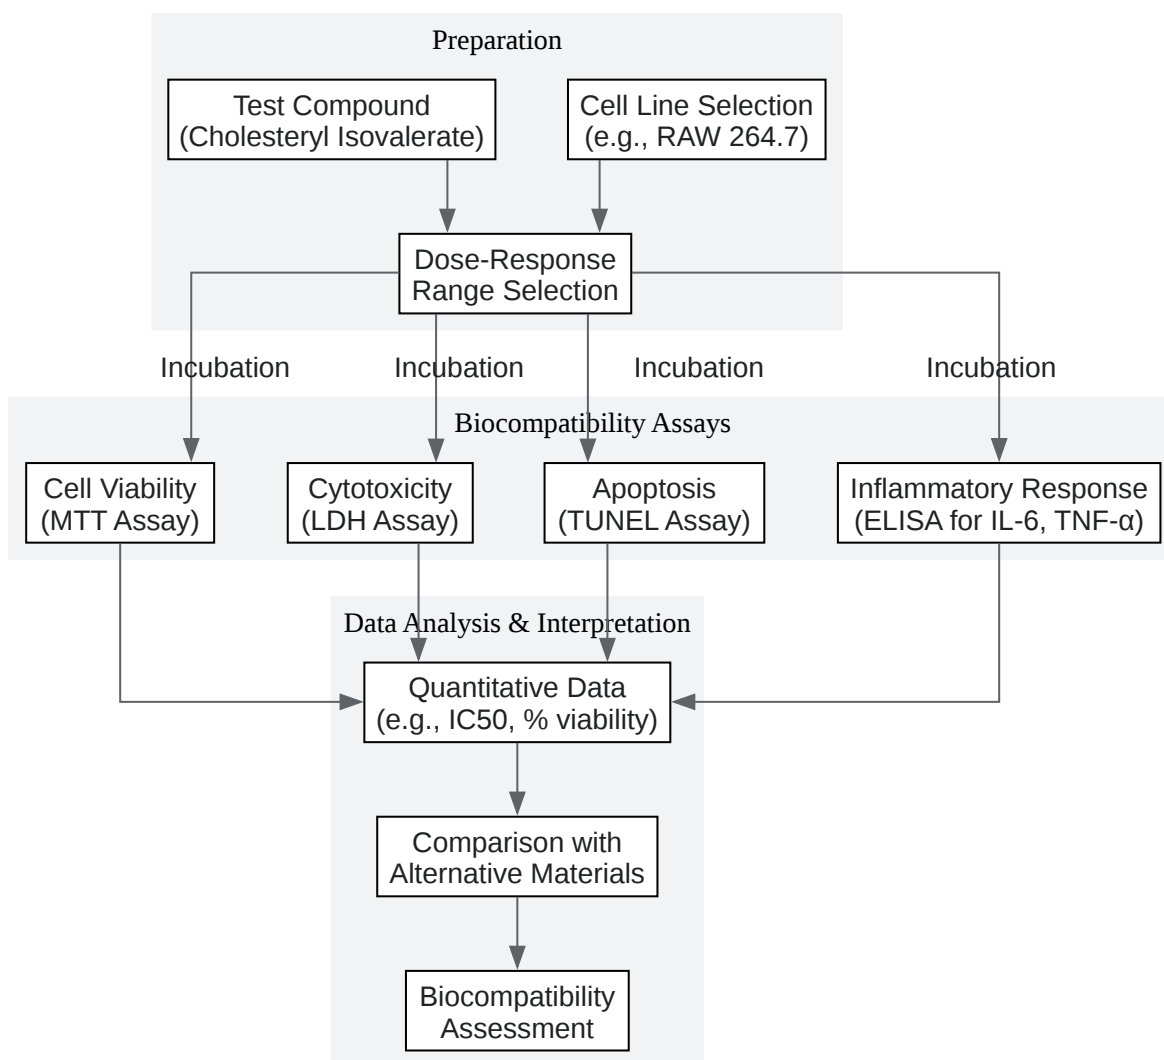 Preparation
Test Compound
(Cholesteryl Isovalerate)
Cell Line Selection
(e.g., RAW 264.7)
Dose-Response
Range Selection
Incubation
Incubation
Incubation
Incubation
Biocompatibility Assays
Cell Viability
(MTT Assay)
Cytotoxicity
(LDH Assay)
Apoptosis
(TUNEL Assay)
Inflammatory Response
(ELISA for IL-6, TNF-α)
Data Analysis & Interpretation
Quantitative Data
(e.g., IC50, % viability)
Comparison with
Alternative Materials
Biocompatibility
Assessment